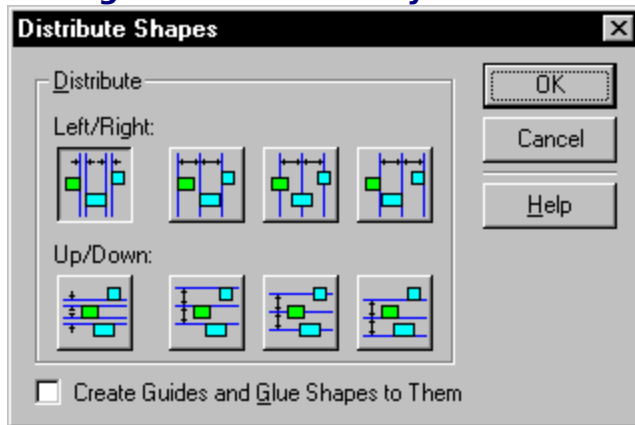 Distribute Shapes
Distribute
OK
Left/Right:
Cancel
Help
Up/Down:
Create Guides and Glue Shapes to Them